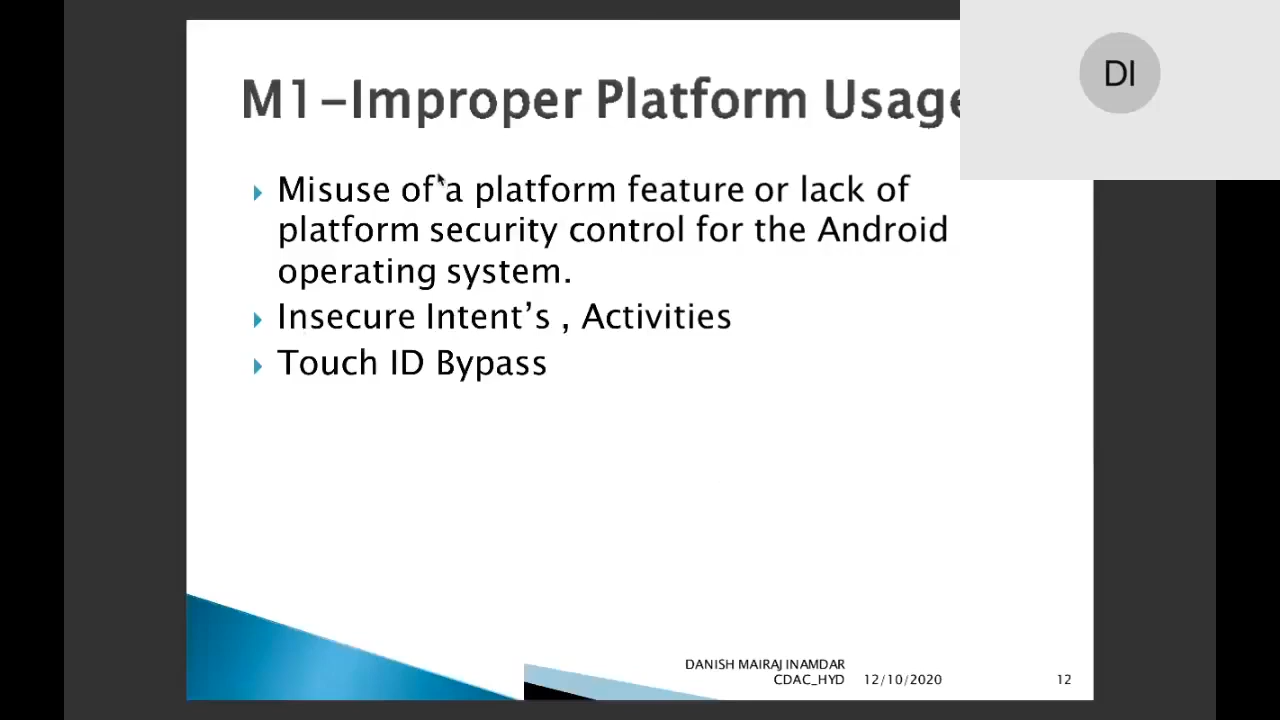 M1-Improper Platform Usage
DI
Misuse of a platform feature or lack of
platform security control for the Android
operating system.
Insecure Intent’s , Activities
Touch ID Bypass
DANISH MAIRAJ INAMDAR
CDAC_HYD 12/10/2020 12